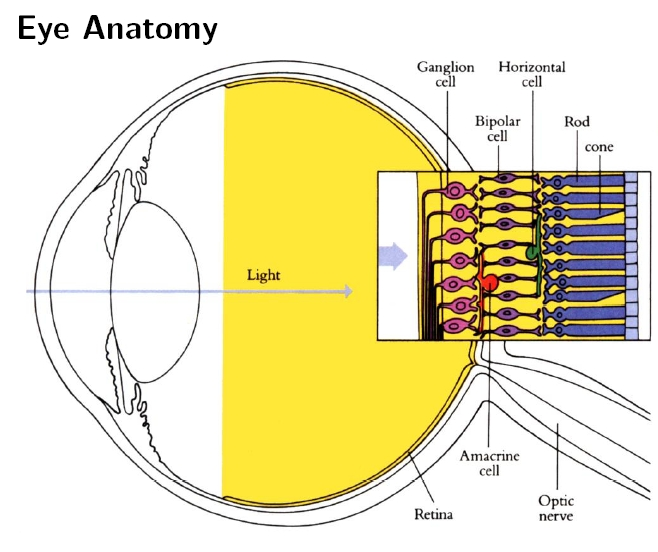 Eye Anatomy
Ganglion
cell
Horizontal
cell
Bipolar
cell
Rod
cone
Light
Amacrine
cell
Retina
Optic
nerve